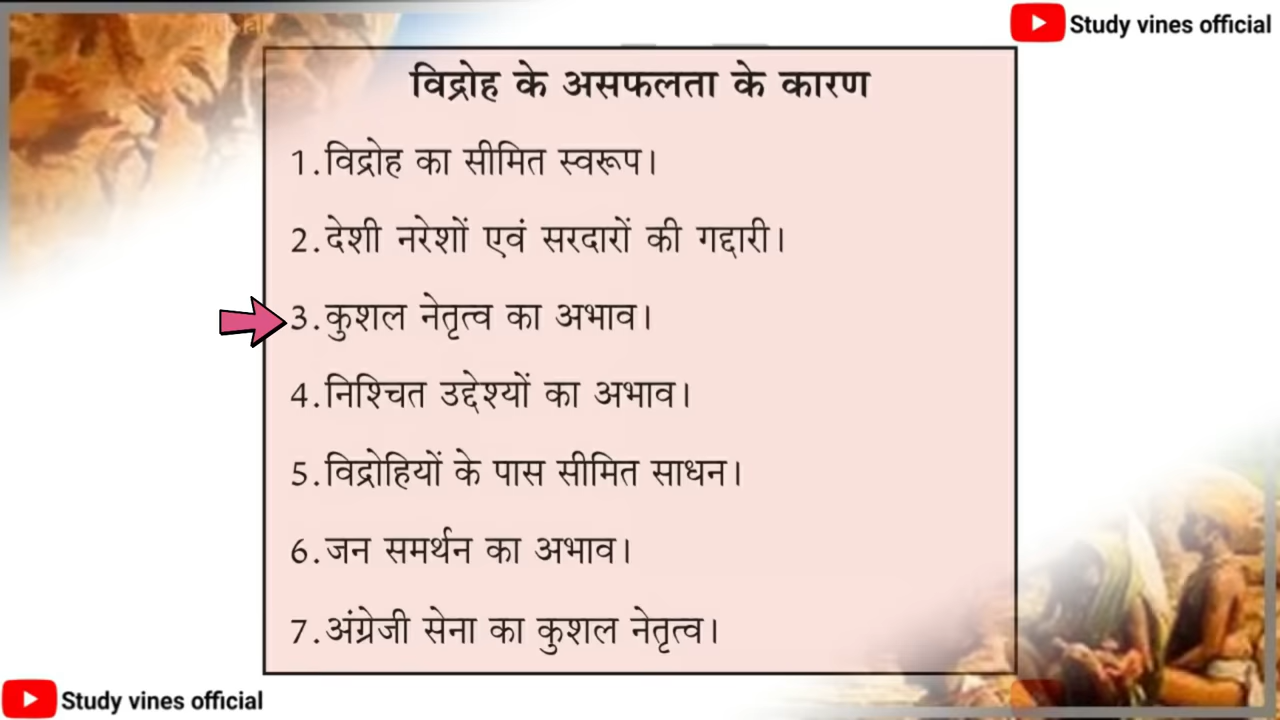 Study vines official
विद्रोह के असफलता के कारण
1.विद्रोह का सीमित स्वरूप।
2.देशी नरेशों एवं सरदारों की गद्दारी।
3.कुशल नेतृत्व का अभाव।
4.निश्चित उद्देश्यों का अभाव।
5.विद्रोहियों के पास सीमित साधन।
6.जन समर्थन का अभाव।
7.अंग्रेजी सेना का कुशल नेतृत्व।
Study vines official